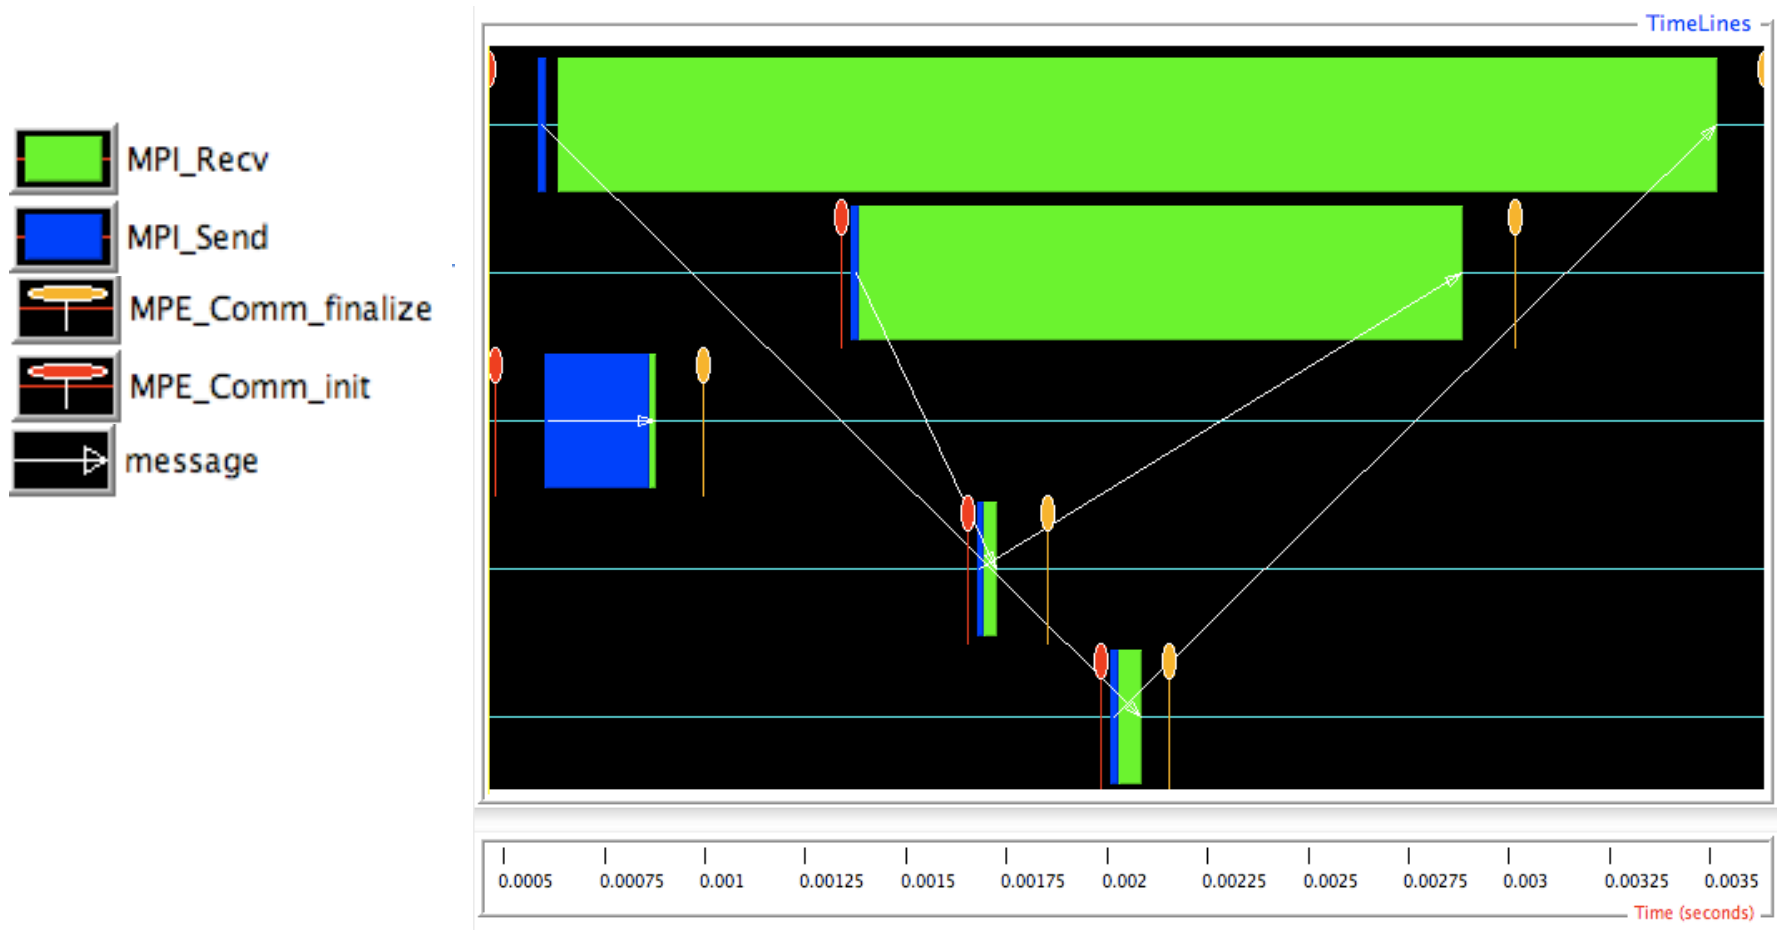 TimeLines
MPI_Recv
MPI_Send
MPE_Comm_finalize
MPE_Comm_init
message
0.0005 0.00075 0.001 0.00125 0.0015 0.00175 0.002 0.00225 0.0025 0.00275 0.003 0.00325 0.0035
Time (seconds)